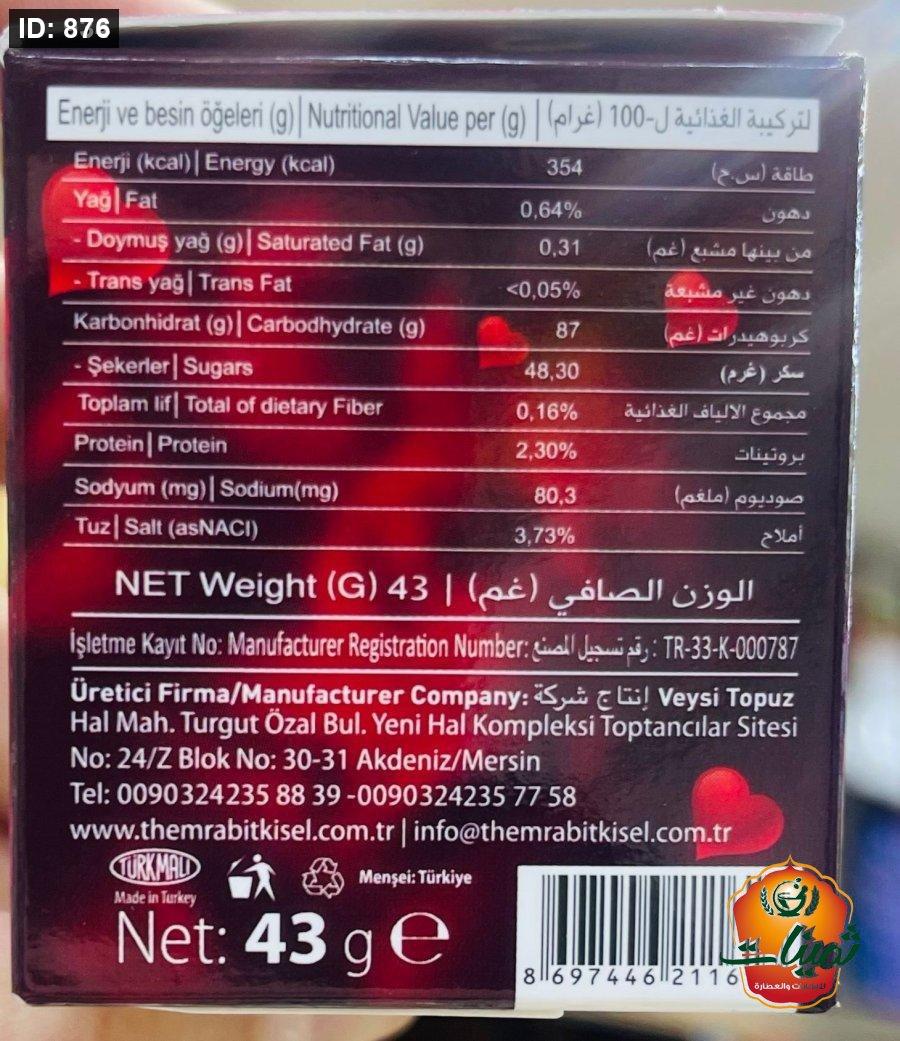 ID: 876
Enerji ve besin öğeleri (g) | Nutritional Value per (g) | لتركيبة الغذائية ل-100 (غرام)
Enerji (kcal) | Energy (kcal) 354 طاقة (س.ح)
Yağ | Fat 0,64% دهون
- Doymuş yağ (g) | Saturated Fat (g) 0,31 من بينها مشبع (غم)
- Trans yağ | Trans Fat <0,05% دهون غير مشبعة
Karbonhidrat (g) | Carbodhydrate (g) 87 كربوهيدرات (غم)
- Şekerler | Sugars 48,30 سكر (غرم)
Toplam lif | Total of dietary Fiber 0,16% مجموع الالياف الغذائية
Protein | Protein 2,30% بروتينات
Sodyum (mg) | Sodium(mg) 80,3 صوديوم (ملغم)
Tuz | Salt (asNACI) 3,73% أملاح
NET Weight (G) 43 | الوزن الصافي (غم)
İşletme Kayıt No: Manufacturer Registration Number: رقم تسجيل المصنع : TR-33-K-000787
Üretici Firma/Manufacturer Company: إنتاج شركة Veysi Topuz
Hal Mah. Turgut Özal Bul. Yeni Hal Kompleksi Toptancılar Sitesi
No: 24/Z Blok No: 30-31 Akdeniz/Mersin
Tel: 0090324235 88 39 -0090324235 77 58
www.themrabitkisel.com.tr | info@themrabitkisel.com.tr
TÜRK MALI
Made in Turkey
Menşei: Türkiye
Net: 43 g e
8 697446 2116